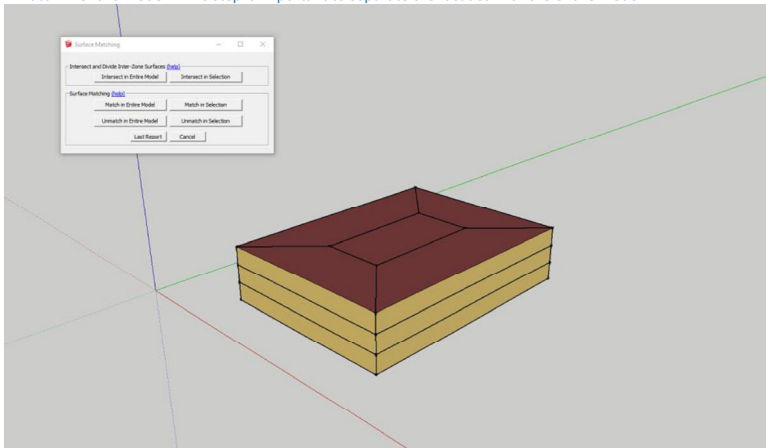 Surface Matching
Intersect and Divide Inter-Zone Surfaces (help)
Intersect in Entire Model Intersect in Selection
Surface Matching (help)
Match in Entire Model Match in Selection
Unmatch in Entire Model Unmatch in Selection
Last Report Cancel